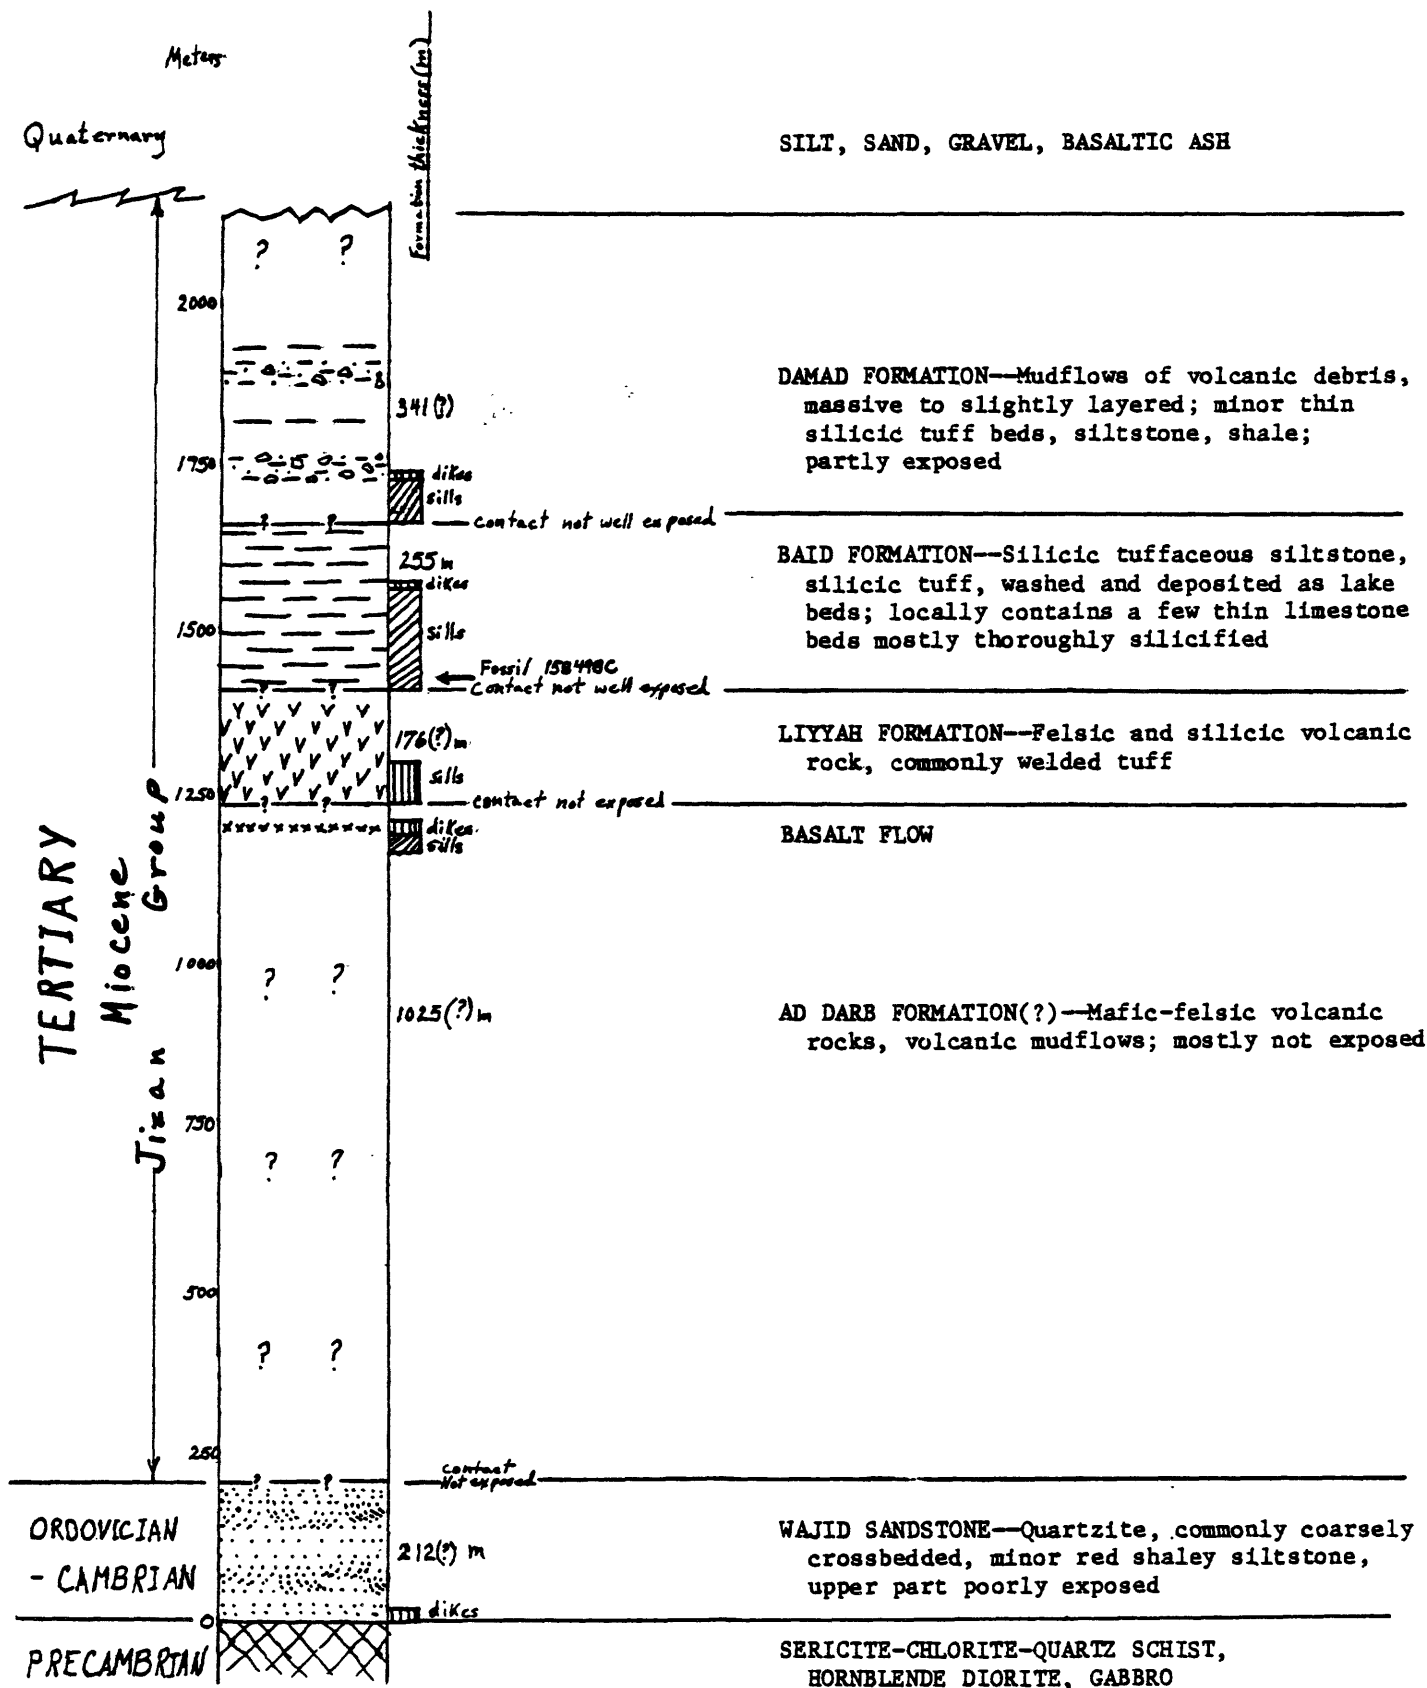 Meters
Formation thickness (m)
Quaternary
SILT, SAND, GRAVEL, BASALTIC ASH
? ?
2000
DAMAD FORMATION--Mudflows of volcanic debris,
massive to slightly layered; minor thin
silicic tuff beds, siltstone, shale;
partly exposed
341(?)
1750
dikes
sills
? ?
Contact not well exposed
BAID FORMATION--Silicic tuffaceous siltstone,
silicic tuff, washed and deposited as lake
beds; locally contains a few thin limestone
beds mostly thoroughly silicified
255 m
dikes
1500
sills
Fossil 158498C
? ?
Contact not well exposed
LIYYAH FORMATION--Felsic and silicic volcanic
rock, commonly welded tuff
176(?) m
sills
1250
? ?
contact not exposed
dikes
sills
BASALT FLOW
TERTIARY
Miocene
Jizan Group
1000
? ?
1025(?) m
AD DARB FORMATION(?)--Mafic-felsic volcanic
rocks, volcanic mudflows; mostly not exposed
750
? ?
500
? ?
250
? ?
contact
Not exposed
ORDOVICIAN
- CAMBRIAN
212(?) m
WAJID SANDSTONE--Quartzite, commonly coarsely
crossbedded, minor red shaley siltstone,
upper part poorly exposed
dikes
0
PRECAMBRIAN
SERICITE-CHLORITE-QUARTZ SCHIST,
HORNBLENDE DIORITE, GABBRO